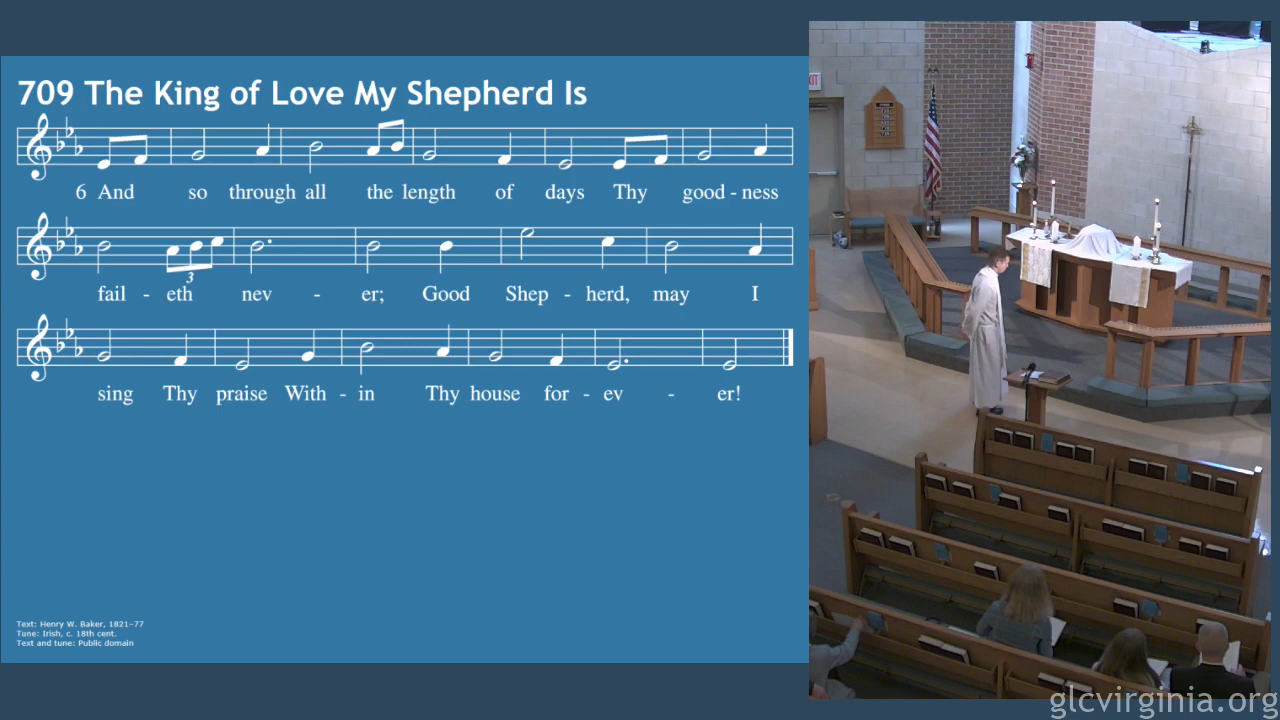 709 The King of Love My Shepherd Is
6 And so through all the length of days Thy good - ness
3
fail - eth nev - er; Good Shep - herd, may I
sing Thy praise With - in Thy house for - ev - er!
Text: Henry W. Baker, 1821–77
Tune: Irish, c. 18th cent.
Text and tune: Public domain
glcvirginia.org